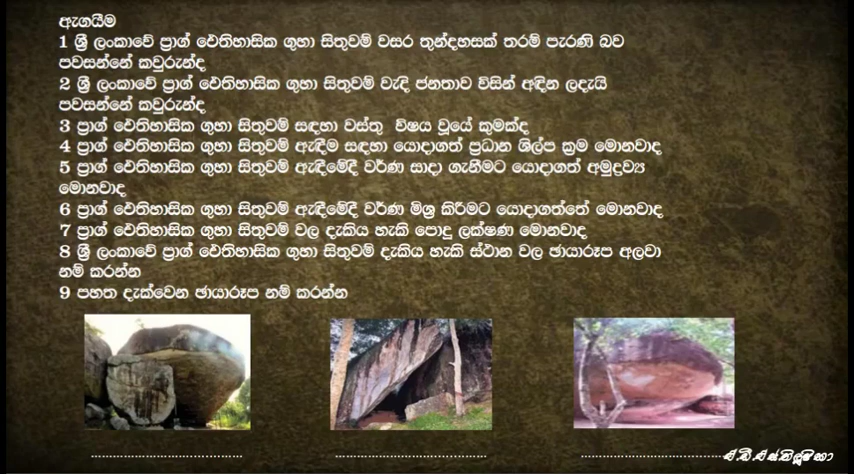 ඇගයීම
1 ශ්‍රී ලංකාවේ ප්‍රාග් ඓතිහාසික ගුහා සිතුවම් වසර තුන්දහසක් තරම් පැරණි බව
පවසන්නේ කවුරුන්ද
2 ශ්‍රී ලංකාවේ ප්‍රාග් ඓතිහාසික ගුහා සිතුවම් වැදි ජනතාව විසින් අඳින ලදැයි
පවසන්නේ කවුරුන්ද
3 ප්‍රාග් ඓතිහාසික ගුහා සිතුවම් සඳහා වස්තු විෂය වූයේ කුමක්ද
4 ප්‍රාග් ඓතිහාසික ගුහා සිතුවම් ඇඳීම සඳහා යොදාගත් ප්‍රධාන ශිල්ප ක්‍රම මොනවාද
5 ප්‍රාග් ඓතිහාසික ගුහා සිතුවම් ඇඳීමේදී වර්ණ සාදා ගැනීමට යොදාගත් අමුද්‍රව්‍ය
මොනවාද
6 ප්‍රාග් ඓතිහාසික ගුහා සිතුවම් ඇඳීමේදී වර්ණ මිශ්‍ර කිරීමට යොදාගත්තේ මොනවාද
7 ප්‍රාග් ඓතිහාසික ගුහා සිතුවම් වල දැකිය හැකි පොදු ලක්ෂණ මොනවාද
8 ශ්‍රී ලංකාවේ ප්‍රාග් ඓතිහාසික ගුහා සිතුවම් දැකිය හැකි ස්ථාන වල ඡායාරූප අලවා
නම් කරන්න
9 පහත දැක්වෙන ඡායාරූප නම් කරන්න